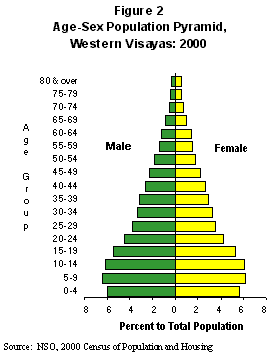 Figure 2
Age-Sex Population Pyramid,
Western Visayas: 2000
Age Group
Male
Female
80 & over
75-79
70-74
65-69
60-64
55-59
50-54
45-49
40-44
35-39
30-34
25-29
20-24
15-19
10-14
5-9
0-4
8 6 4 2 0 2 4 6 8
Percent to Total Population
Source: NSO, 2000 Census of Population and Housing